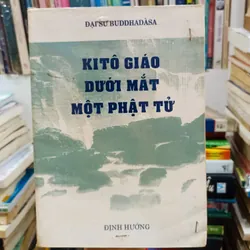 ĐẠI SƯ BUDDHADÀSA
KITÔ GIÁO
DƯỚI MẮT
MỘT PHẬT TỬ
ĐỊNH HƯỚNG